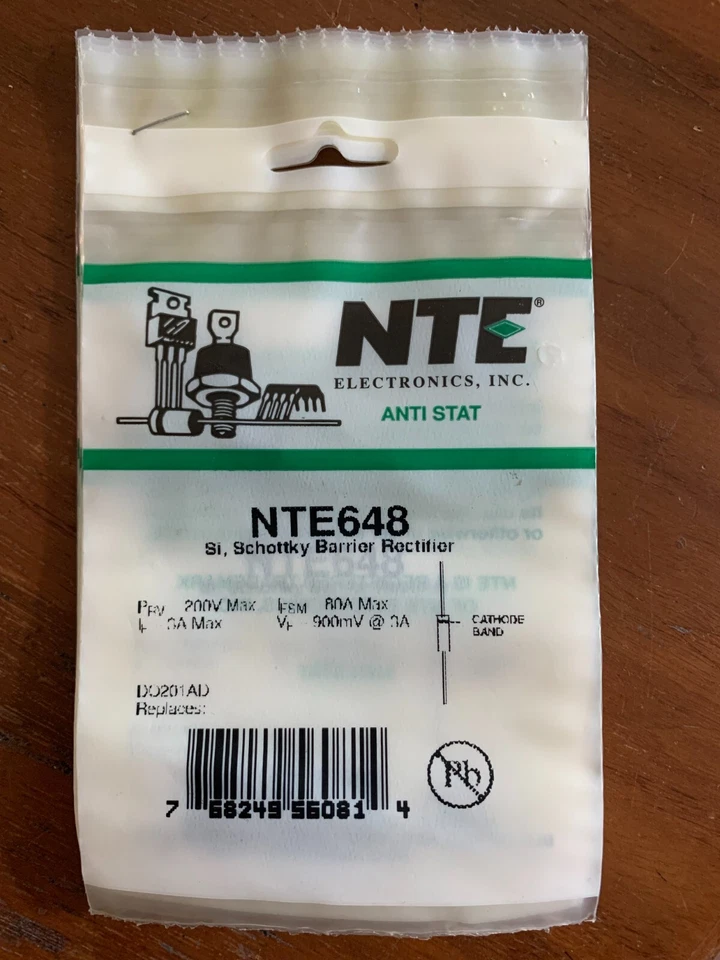 NTE®
ELECTRONICS, INC.
ANTI STAT
NTE648
Si, Schottky Barrier Rectifier
PRV 200V Max IFSM 80A Max
IF 3A Max VF 900mV @ 3A
CATHODE
BAND
DO201AD
Replaces:
7 68249 56081 4
Pb